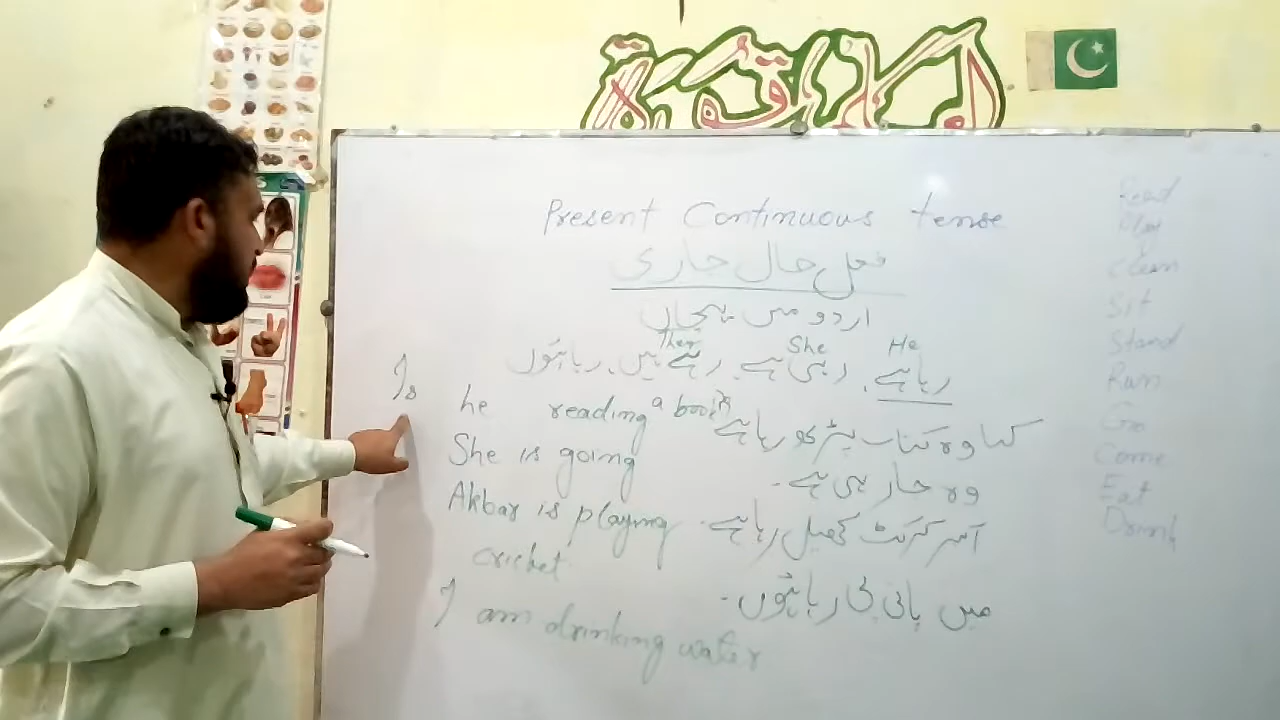 Present Continuous tense
فعل حال جاری
اردو میں پہچان
He She They
رہا ہے، رہی ہے، رہے ہیں، رہا ہوں
Is he reading a book
کیا وہ کتاب پڑھ رہا ہے
She is going
وہ جا رہی ہے۔
Akbar is playing
cricket
کرکٹ کھیل رہا ہے۔
I am drinking water
میں پانی پی رہا ہوں۔
Read
Play
Clean
Sit
Stand
Run
Go
Come
Eat
Drink